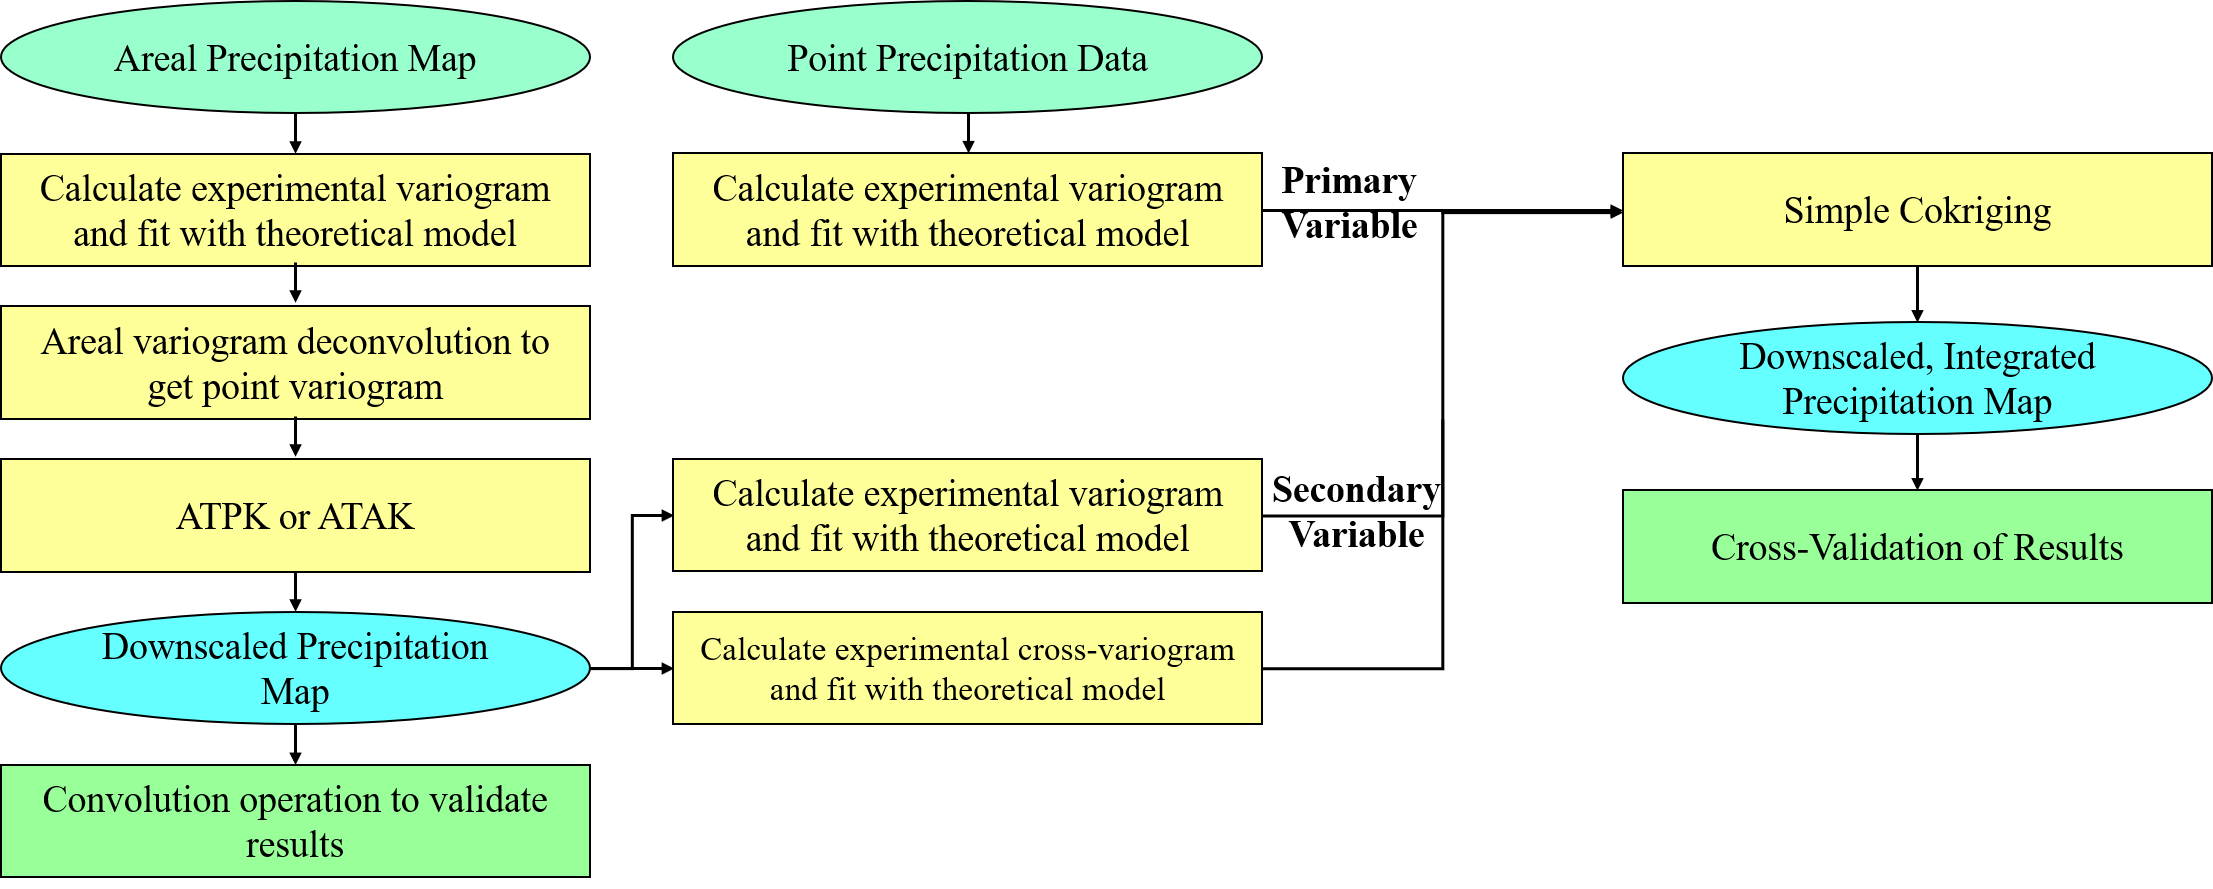 Areal Precipitation Map
Calculate experimental variogram
and fit with theoretical model
Areal variogram deconvolution to
get point variogram
ATPK or ATAK
Downscaled Precipitation
Map
Convolution operation to validate
results
Point Precipitation Data
Calculate experimental variogram
and fit with theoretical model
Primary
Variable
Calculate experimental variogram
and fit with theoretical model
Secondary
Variable
Calculate experimental cross-variogram
and fit with theoretical model
Simple Cokriging
Downscaled, Integrated
Precipitation Map
Cross-Validation of Results